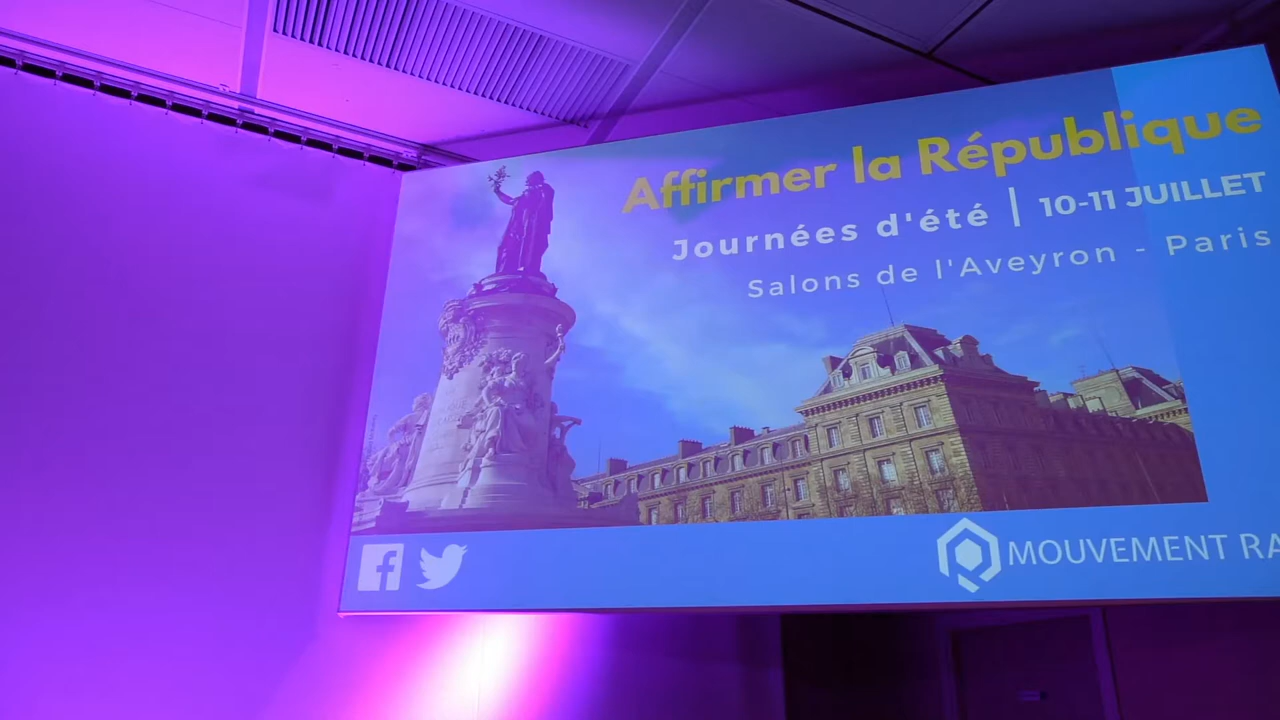 Affirmer la République
Journées d'été | 10-11 JUILLET
Salons de l'Aveyron - Paris
MOUVEMENT RA